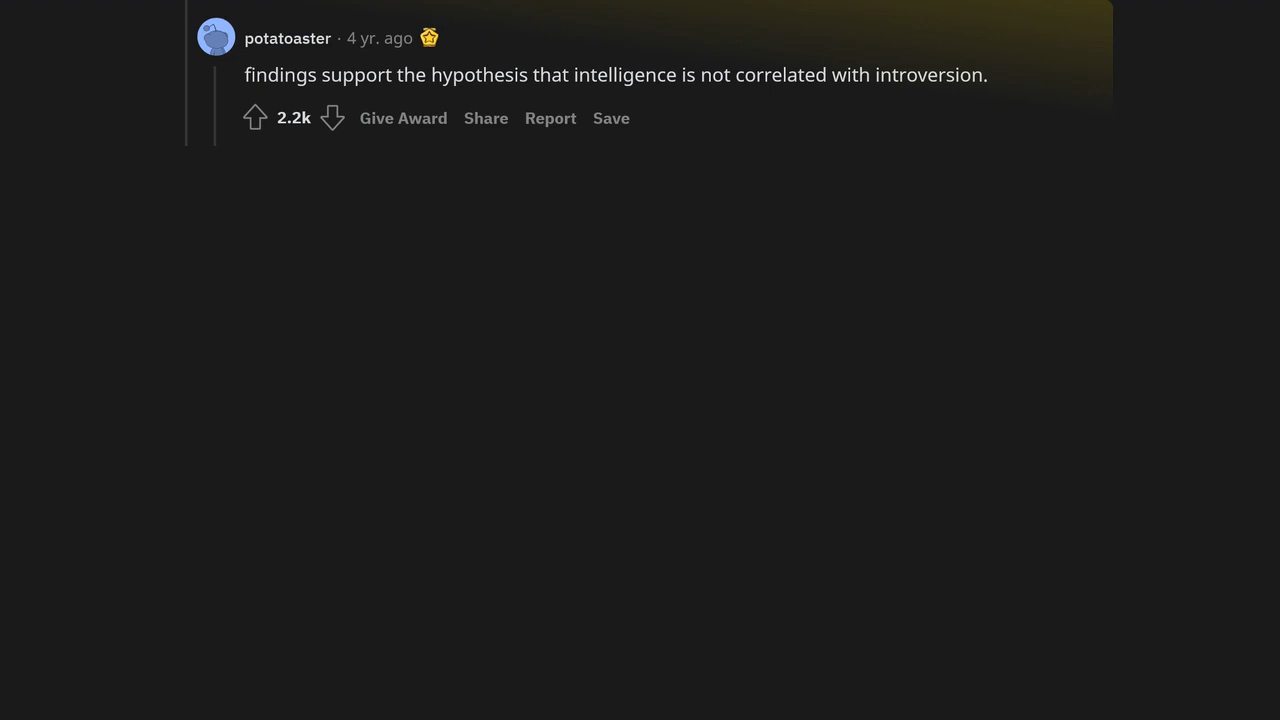 potatoaster · 4 yr. ago
findings support the hypothesis that intelligence is not correlated with introversion.
2.2k Give Award Share Report Save